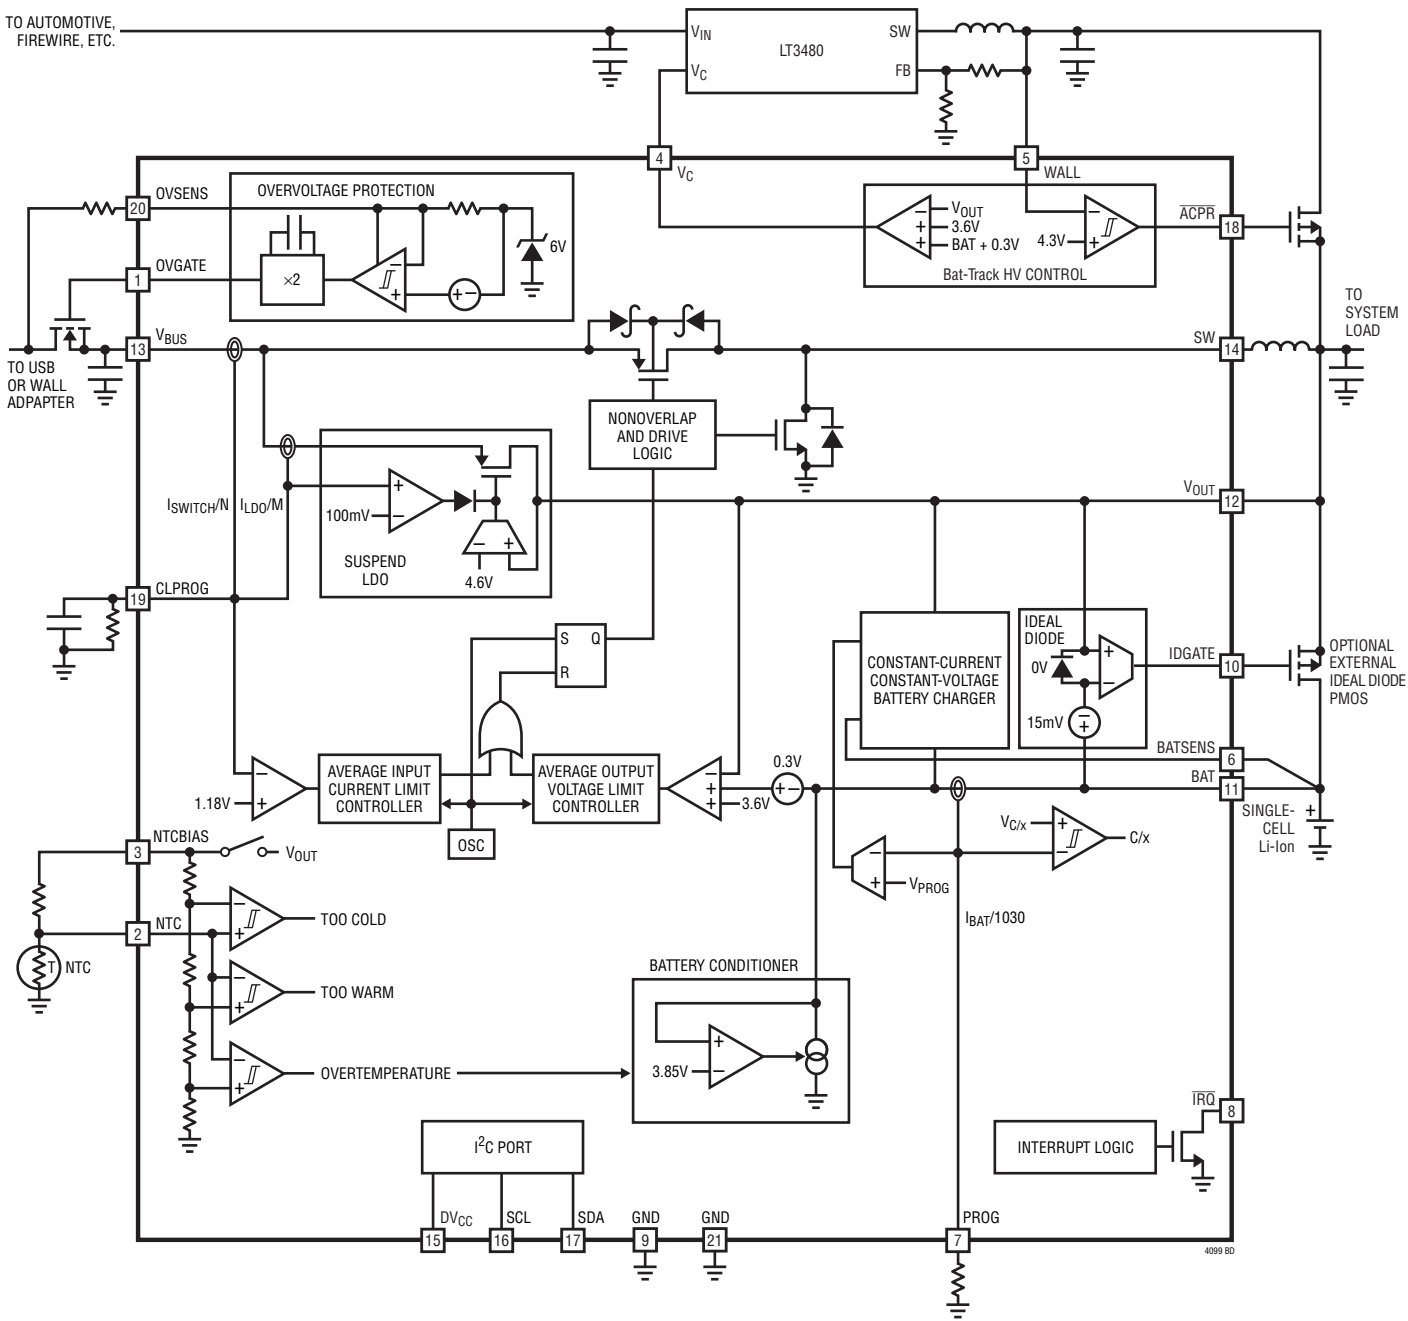 TO AUTOMOTIVE,
FIREWIRE, ETC.
VIN
SW
LT3480
VC
FB
4
VC
5
WALL
20
OVSENS
OVERVOLTAGE PROTECTION
6V
1
OVGATE
×2
+ −
− +
VOUT
3.6V
BAT + 0.3V
− + +
4.3V
− +
Bat-Track HV CONTROL
ACPR
18
TO
SYSTEM
LOAD
13
VBUS
TO USB
OR WALL
ADPAPTER
SW
14
NONOVERLAP
AND DRIVE
LOGIC
ISWITCH/N
ILDO/M
100mV
+ −
− +
SUSPEND
LDO
4.6V
VOUT
12
19
CLPROG
S
Q
R
CONSTANT-CURRENT
CONSTANT-VOLTAGE
BATTERY CHARGER
IDEAL
DIODE
0V
+ −
15mV
− +
IDGATE
10
OPTIONAL
EXTERNAL
IDEAL DIODE
PMOS
BATSENS
6
BAT
11
1.18V
− +
AVERAGE INPUT
CURRENT LIMIT
CONTROLLER
AVERAGE OUTPUT
VOLTAGE LIMIT
CONTROLLER
− + +
3.6V
0.3V
+ −
OSC
SINGLE-
CELL
Li-Ion
+
VC/x
+ −
C/x
− +
VPROG
IBAT/1030
3
NTCBIAS
VOUT
− +
TOO COLD
2
NTC
T
NTC
− +
TOO WARM
− +
OVERTEMPERATURE
BATTERY CONDITIONER
+ −
3.85V
IRQ
8
INTERRUPT LOGIC
I2C PORT
DVCC
15
SCL
16
SDA
17
GND
9
GND
21
PROG
7
4099 BD